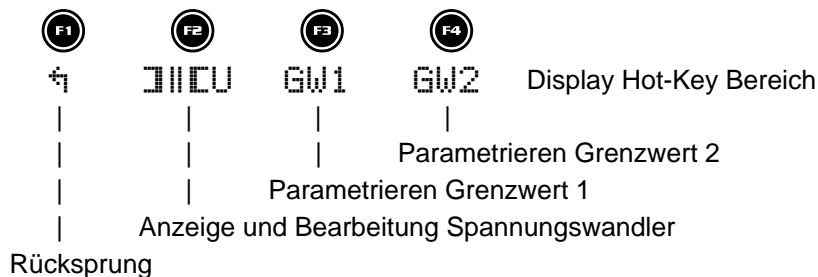 F1 F2 F3 F4
↰ ⊐||⊏U GW1 GW2 Display Hot-Key Bereich
| | | |
| | | Parametrieren Grenzwert 2
| | Parametrieren Grenzwert 1
| Anzeige und Bearbeitung Spannungswandler
Rücksprung